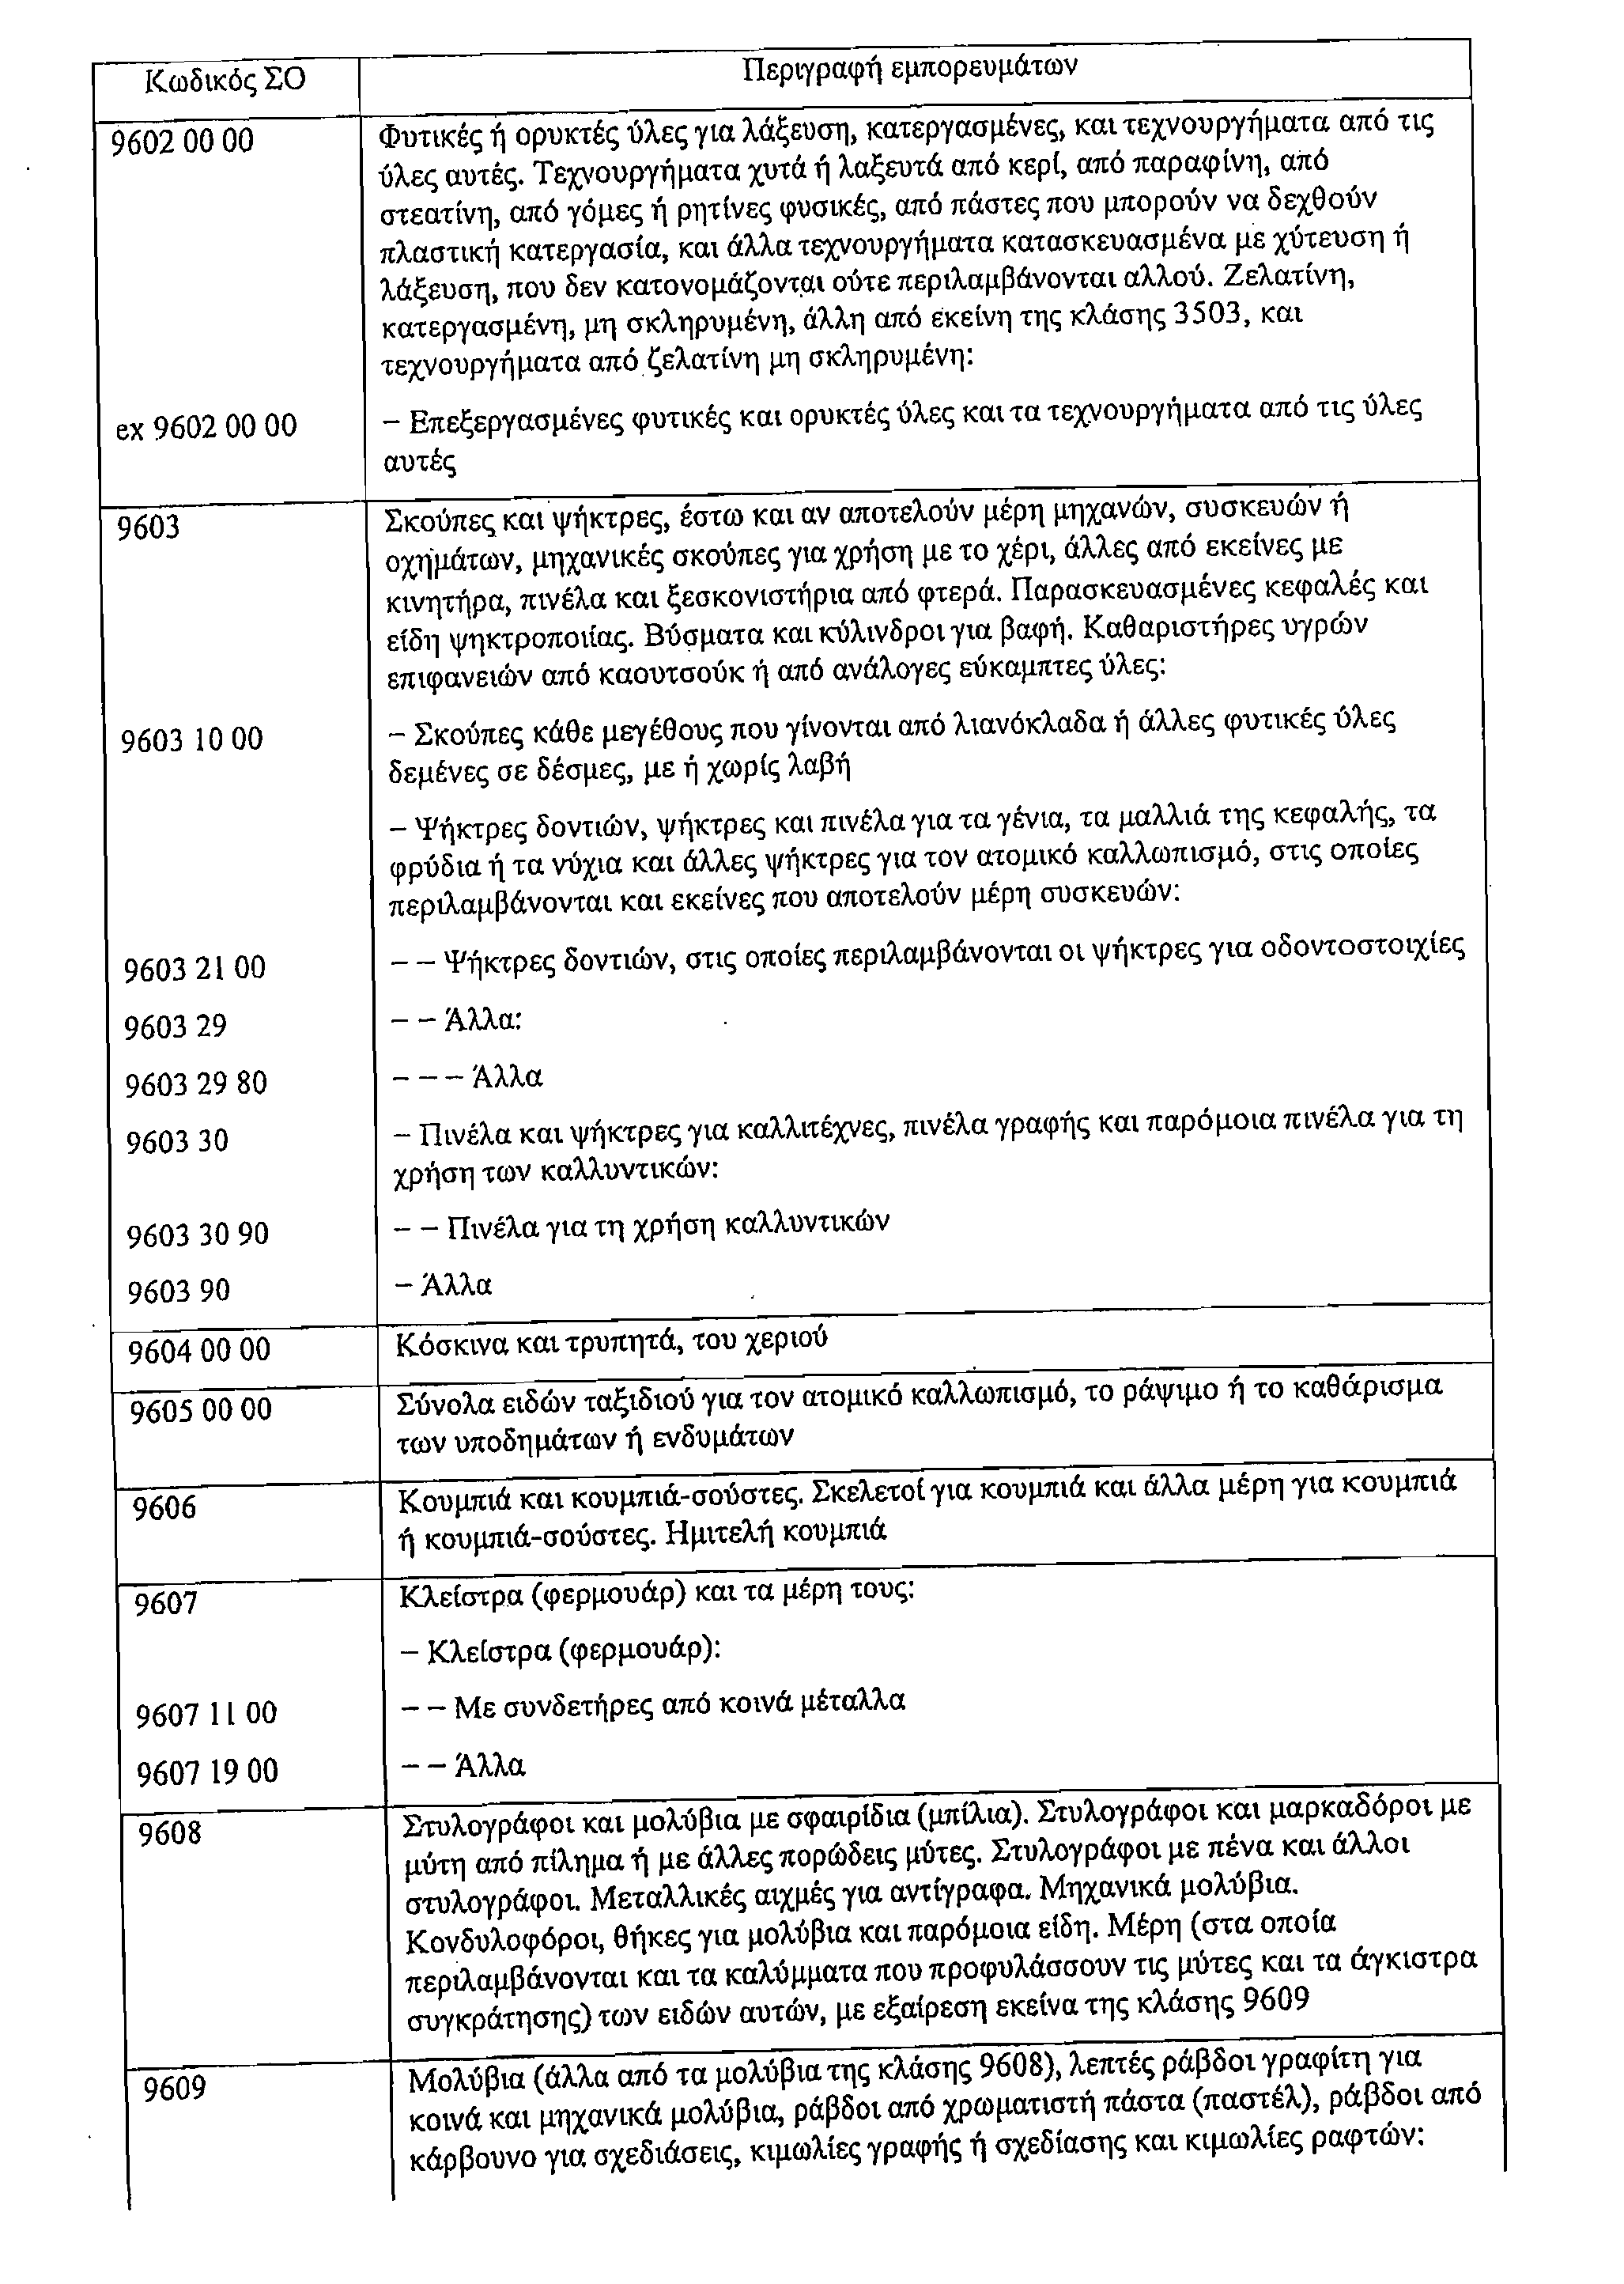 Κωδικός ΣΟ
Περιγραφή εμπορευμάτων
9602 00 00
Φυτικές ή ορυκτές ύλες για λάξευση, κατεργασμένες, και τεχνουργήματα από τις
ύλες αυτές. Τεχνουργήματα χυτά ή λαξευτά από κερί, από παραφίνη, από
στεατίνη, από γόμες ή ρητίνες φυσικές, από πάστες που μπορούν να δεχθούν
πλαστική κατεργασία, και άλλα τεχνουργήματα κατασκευασμένα με χύτευση ή
λάξευση, που δεν κατονομάζονται ούτε περιλαμβάνονται αλλού. Ζελατίνη,
κατεργασμένη, μη σκληρυμένη, άλλη από εκείνη της κλάσης 3503, και
τεχνουργήματα από ζελατίνη μη σκληρυμένη:
ex 9602 00 00
– Επεξεργασμένες φυτικές και ορυκτές ύλες και τα τεχνουργήματα από τις ύλες
αυτές
9603
Σκούπες και ψήκτρες, έστω και αν αποτελούν μέρη μηχανών, συσκευών ή
οχημάτων, μηχανικές σκούπες για χρήση με το χέρι, άλλες από εκείνες με
κινητήρα, πινέλα και ξεσκονιστήρια από φτερά. Παρασκευασμένες κεφαλές και
είδη ψηκτροποιίας. Βύσματα και κύλινδροι για βαφή. Καθαριστήρες υγρών
επιφανειών από καουτσούκ ή από ανάλογες εύκαμπτες ύλες:
9603 10 00
– Σκούπες κάθε μεγέθους που γίνονται από λιανόκλαδα ή άλλες φυτικές ύλες
δεμένες σε δέσμες, με ή χωρίς λαβή
– Ψήκτρες δοντιών, ψήκτρες και πινέλα για τα γένια, τα μαλλιά της κεφαλής, τα
φρύδια ή τα νύχια και άλλες ψήκτρες για τον ατομικό καλλωπισμό, στις οποίες
περιλαμβάνονται και εκείνες που αποτελούν μέρη συσκευών:
9603 21 00
– – Ψήκτρες δοντιών, στις οποίες περιλαμβάνονται οι ψήκτρες για οδοντοστοιχίες
9603 29
– – Άλλα:
9603 29 80
– – – Άλλα
9603 30
– Πινέλα και ψήκτρες για καλλιτέχνες, πινέλα γραφής και παρόμοια πινέλα για τη
χρήση των καλλυντικών:
9603 30 90
– – Πινέλα για τη χρήση καλλυντικών
9603 90
– Άλλα
9604 00 00
Κόσκινα και τρυπητά, του χεριού
9605 00 00
Σύνολα ειδών ταξιδιού για τον ατομικό καλλωπισμό, το ράψιμο ή το καθάρισμα
των υποδημάτων ή ενδυμάτων
9606
Κουμπιά και κουμπιά-σούστες. Σκελετοί για κουμπιά και άλλα μέρη για κουμπιά
ή κουμπιά-σούστες. Ημιτελή κουμπιά
9607
Κλείστρα (φερμουάρ) και τα μέρη τους:
– Κλείστρα (φερμουάρ):
9607 11 00
– – Με συνδετήρες από κοινά μέταλλα
9607 19 00
– – Άλλα
9608
Στυλογράφοι και μολύβια με σφαιρίδια (μπίλια). Στυλογράφοι και μαρκαδόροι με
μύτη από πίλημα ή με άλλες πορώδεις μύτες. Στυλογράφοι με πένα και άλλοι
στυλογράφοι. Μεταλλικές αιχμές για αντίγραφα. Μηχανικά μολύβια.
Κονδυλοφόροι, θήκες για μολύβια και παρόμοια είδη. Μέρη (στα οποία
περιλαμβάνονται και τα καλύμματα που προφυλάσσουν τις μύτες και τα άγκιστρα
συγκράτησης) των ειδών αυτών, με εξαίρεση εκείνα της κλάσης 9609
9609
Μολύβια (άλλα από τα μολύβια της κλάσης 9608), λεπτές ράβδοι γραφίτη για
κοινά και μηχανικά μολύβια, ράβδοι από χρωματιστή πάστα (παστέλ), ράβδοι από
κάρβουνο για σχεδιάσεις, κιμωλίες γραφής ή σχεδίασης και κιμωλίες ραφτών: